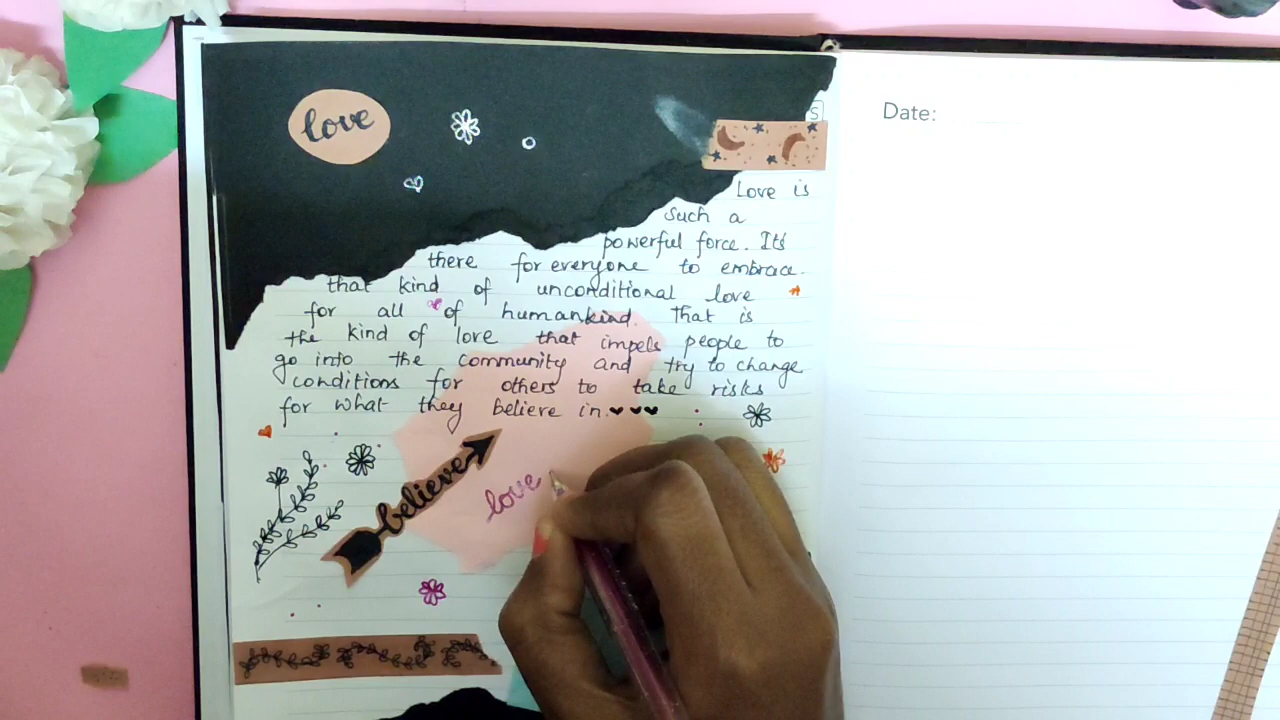 love
S
Date:
Love is
such a
powerful force. It's
there for everyone to embrace.
that kind of unconditional love
for all of humankind. That is
the kind of love that impels people to
go into the community and try to change
conditions for others to take risks
for what they believe in.
believe
love